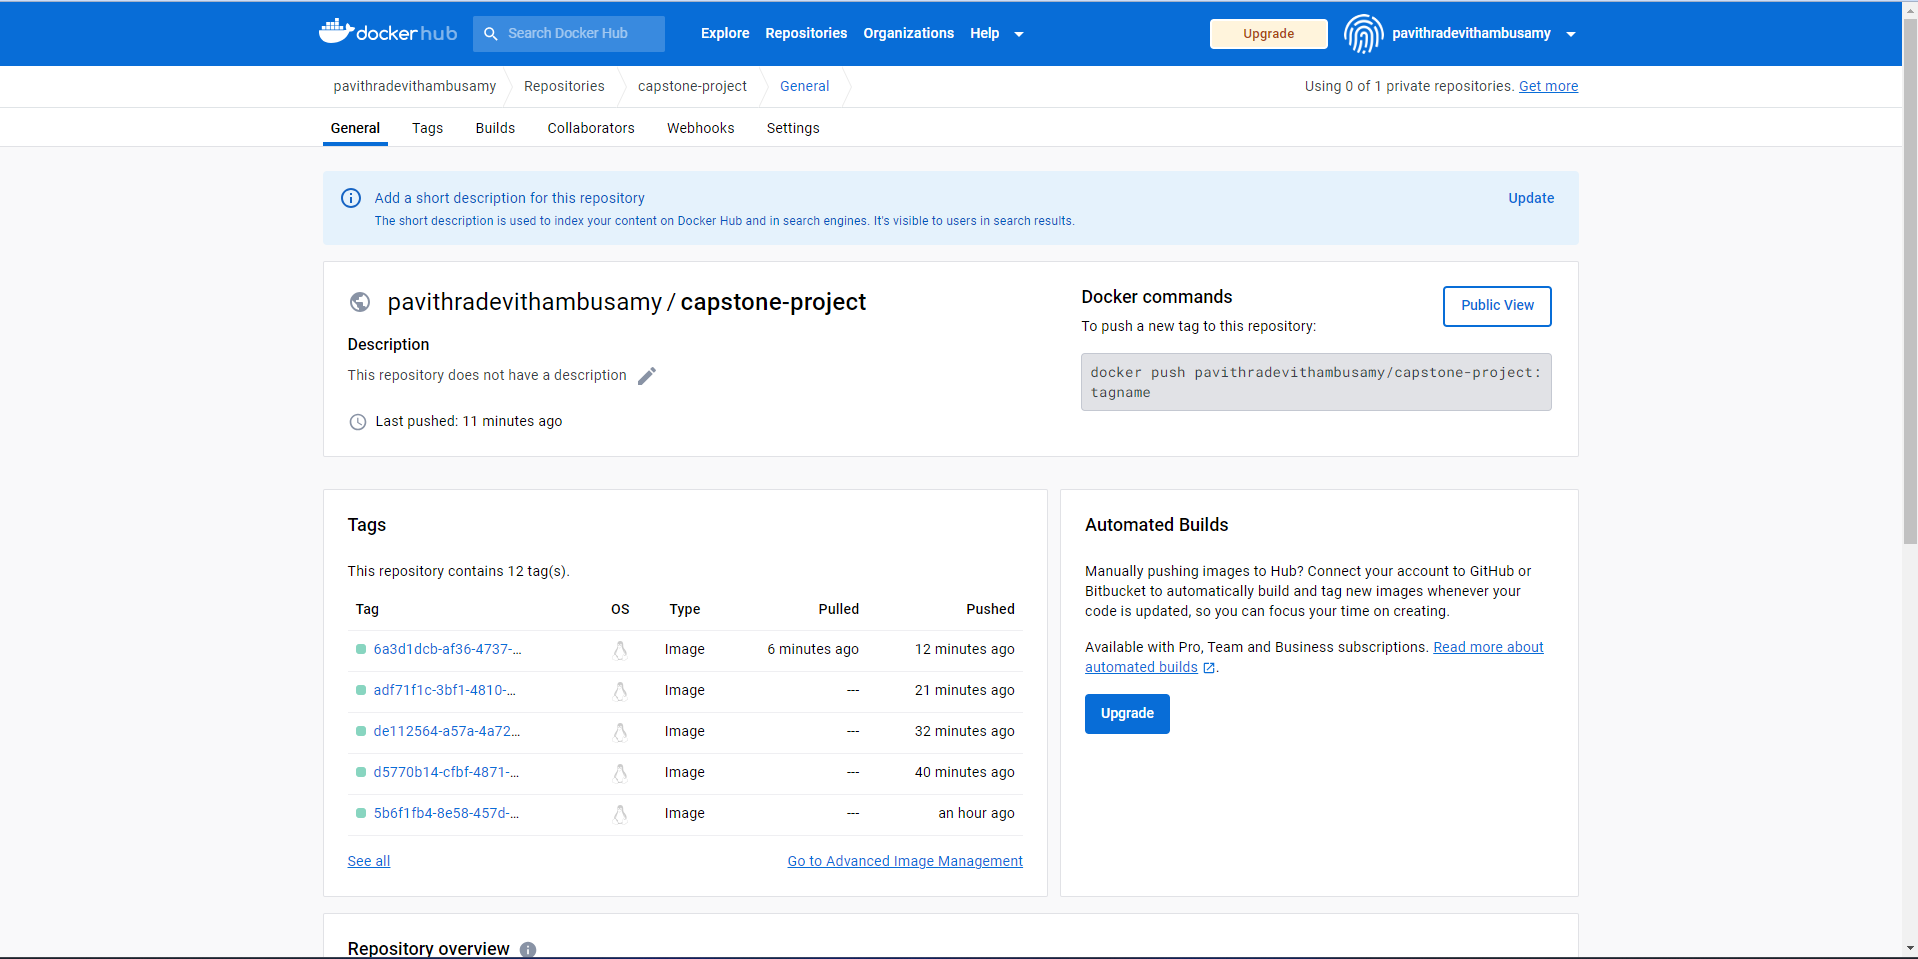 docker hub
Search Docker Hub
Explore
Repositories
Organizations
Help
Upgrade
pavithradevithambusamy
pavithradevithambusamy
Repositories
capstone-project
General
Using 0 of 1 private repositories. Get more
General
Tags
Builds
Collaborators
Webhooks
Settings
Add a short description for this repository
Update
The short description is used to index your content on Docker Hub and in search engines. It's visible to users in search results.
pavithradevithambusamy / capstone-project
Description
This repository does not have a description
Last pushed: 11 minutes ago
Docker commands
Public View
To push a new tag to this repository:
docker push pavithradevithambusamy/capstone-project:
tagname
Tags
This repository contains 12 tag(s).
Tag OS Type Pulled Pushed
6a3d1dcb-af36-4737-... Image 6 minutes ago 12 minutes ago
adf71f1c-3bf1-4810-... Image --- 21 minutes ago
de112564-a57a-4a72... Image --- 32 minutes ago
d5770b14-cfbf-4871-... Image --- 40 minutes ago
5b6f1fb4-8e58-457d-... Image --- an hour ago
See all
Go to Advanced Image Management
Automated Builds
Manually pushing images to Hub? Connect your account to GitHub or
Bitbucket to automatically build and tag new images whenever your
code is updated, so you can focus your time on creating.
Available with Pro, Team and Business subscriptions. Read more about
automated builds.
Upgrade
Repository overview